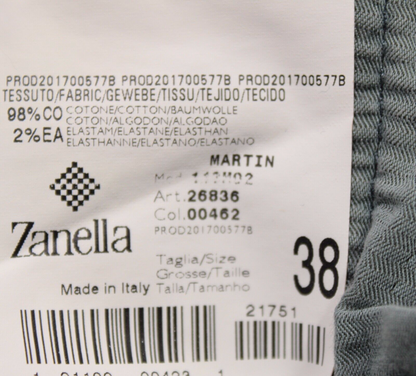 PROD201700577B PROD201700577B PROD201700577B
TESSUTO/FABRIC/GEWEBE/TISSU/TEJIDO/TECIDO
98%CO COTONE/COTTON/BAUMWOLLE
COTON/ALGODON/ALGODAO
2%EA ELASTAM/ELASTANE/ELASTHAN
ELASTHANNE/ELASTANO/ELASTANO
MARTIN
Zanella
Art.26836
Col.00462
PROD201700577B
Taglia/Size
Grosse/Taille
Talla/Tamanho
38
Made in Italy
21751